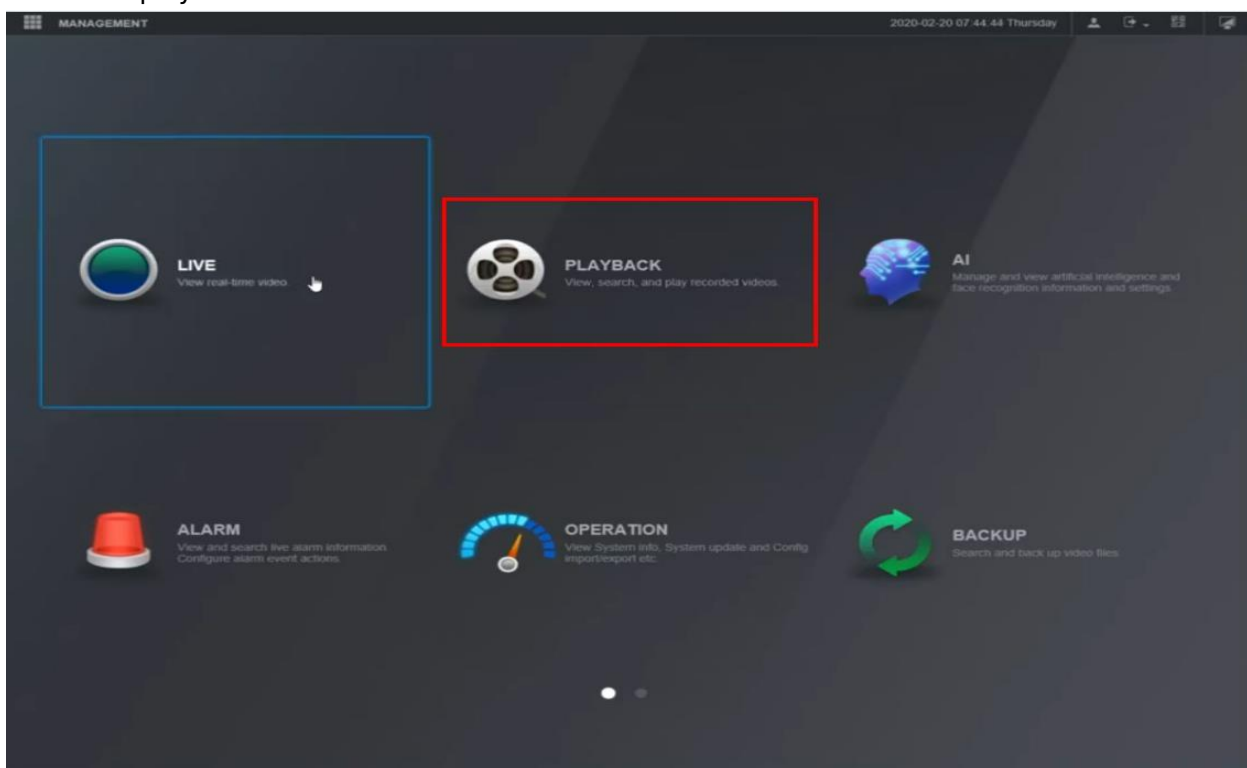 MANAGEMENT
2020-02-20 07:44:44 Thursday
LIVE
View real-time video.
PLAYBACK
View, search, and play recorded videos.
AI
Manage and view artificial intelligence and
face recognition information and settings.
ALARM
View and search live alarm information.
Configure alarm event actions.
OPERATION
View System info, System update and Config
import/export etc.
BACKUP
Search and back up video files.